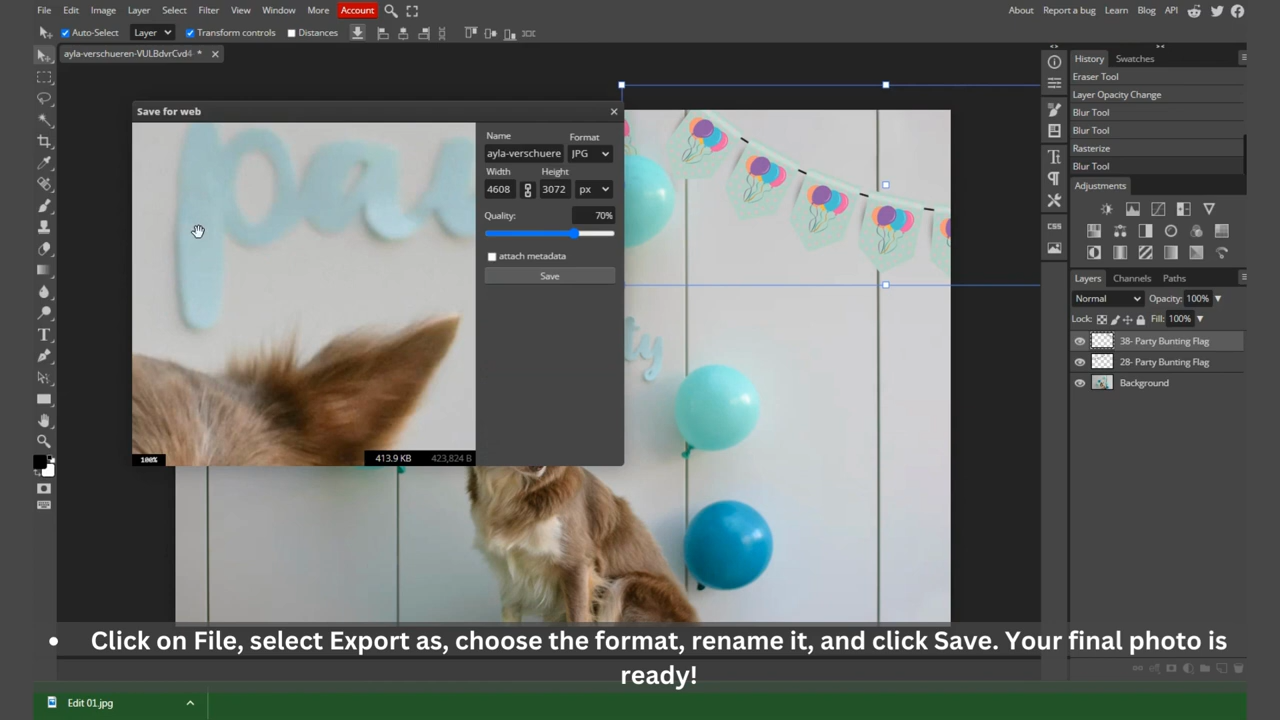 File Edit Image Layer Select Filter View Window More Account
About Report a bug Learn Blog API
Auto-Select Layer Transform controls Distances
ayla-verschueren-VULBdvrCvd4 *
Save for web
Name Format
ayla-verschuere JPG
Width Height
4608 3072 px
Quality: 70%
attach metadata
Save
100% 413.9 KB 423,824 B
ty
History Swatches
Eraser Tool
Layer Opacity Change
Blur Tool
Blur Tool
Rasterize
Blur Tool
Adjustments
CSS
Layers Channels Paths
Normal Opacity: 100%
Lock: Fill: 100%
38- Party Bunting Flag
28- Party Bunting Flag
Background
• Click on File, select Export as, choose the format, rename it, and click Save. Your final photo is
ready!
Edit 01.jpg